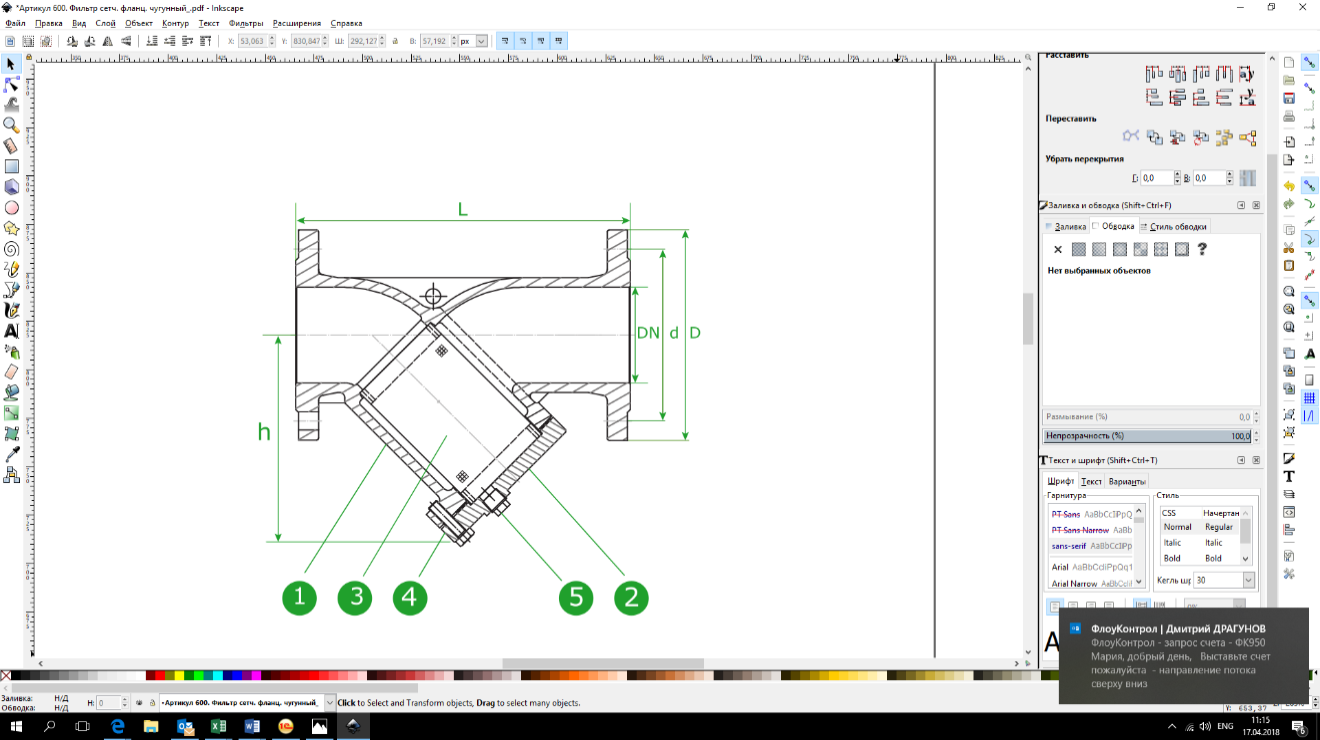 *Артикул 600. Фильтр сетч. фланц. чугунный_.pdf - Inkscape
Файл Правка Вид Слой Объект Контур Текст Фильтры Расширения Справка
X: 53,063 Y: 830,847 Ш: 292,127 В: 57,192 px
Расставить
Переставить
Убрать перекрытия
Г: 0,0 В: 0,0
Заливка и обводка (Shift+Ctrl+F)
Заливка Обводка Стиль обводки
Нет выбранных объектов
L
DN d D
h
1 3 4 5 2
Размывание (%) 0,0
Непрозрачность (%) 100,0
Текст и шрифт (Shift+Ctrl+T)
Шрифт Текст Варианты
Гарнитура Стиль
PT Sans AaBbCcIiPpQ
PT Sans Narrow AaBb
sans-serif AaBbCcIiPp
Arial AaBbCcIiPpQq1
Arial Narrow AaBbCcIi
CSS Начертан
Normal Regular
Italic Italic
Bold Bold
Кегль ш 30
ФлоуКонтрол | Дмитрий ДРАГУНОВ
ФлоуКонтрол - запрос счета - ФК950
Мария, добрый день, Выставьте счет
пожалуйста - направление потока
сверху вниз
Заливка: Н/Д
Обводка: Н/Д
Н: 0
*Артикул 600. Фильтр сетч. фланц. чугунный_
Click to Select and Transform objects, Drag to select many objects.
Y: 653,37
ENG
11:15
17.04.2018
6